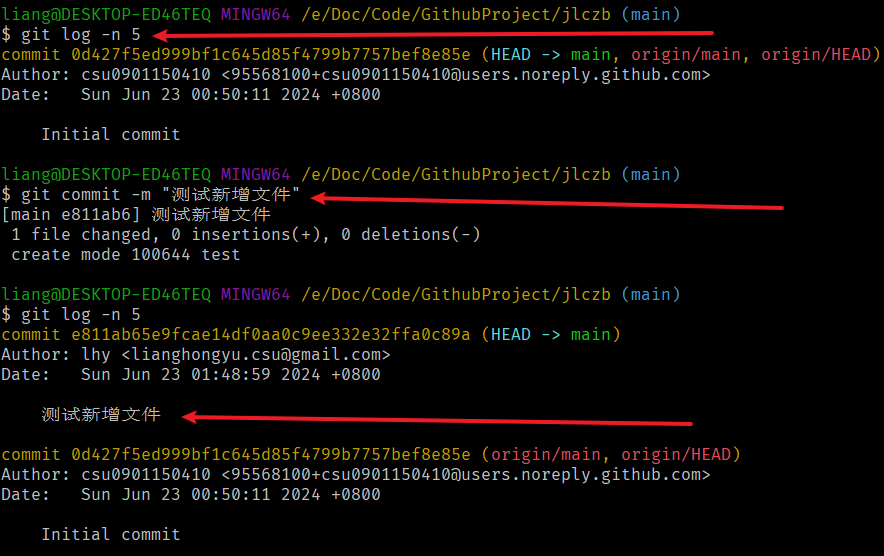 liang@DESKTOP-ED46TEQ MINGW64 /e/Doc/Code/GithubProject/jlczb (main)
$ git log -n 5
commit 0d427f5ed999bf1c645d85f4799b7757bef8e85e (HEAD -> main, origin/main, origin/HEAD)
Author: csu0901150410 <95568100+csu0901150410@users.noreply.github.com>
Date:   Sun Jun 23 00:50:11 2024 +0800
Initial commit
liang@DESKTOP-ED46TEQ MINGW64 /e/Doc/Code/GithubProject/jlczb (main)
$ git commit -m "测试新增文件"
[main e811ab6] 测试新增文件
1 file changed, 0 insertions(+), 0 deletions(-)
create mode 100644 test
liang@DESKTOP-ED46TEQ MINGW64 /e/Doc/Code/GithubProject/jlczb (main)
$ git log -n 5
commit e811ab65e9fcae14df0aa0c9ee332e32ffa0c89a (HEAD -> main)
Author: lhy <lianghongyu.csu@gmail.com>
Date:   Sun Jun 23 01:48:59 2024 +0800
测试新增文件
commit 0d427f5ed999bf1c645d85f4799b7757bef8e85e (origin/main, origin/HEAD)
Author: csu0901150410 <95568100+csu0901150410@users.noreply.github.com>
Date:   Sun Jun 23 00:50:11 2024 +0800
Initial commit